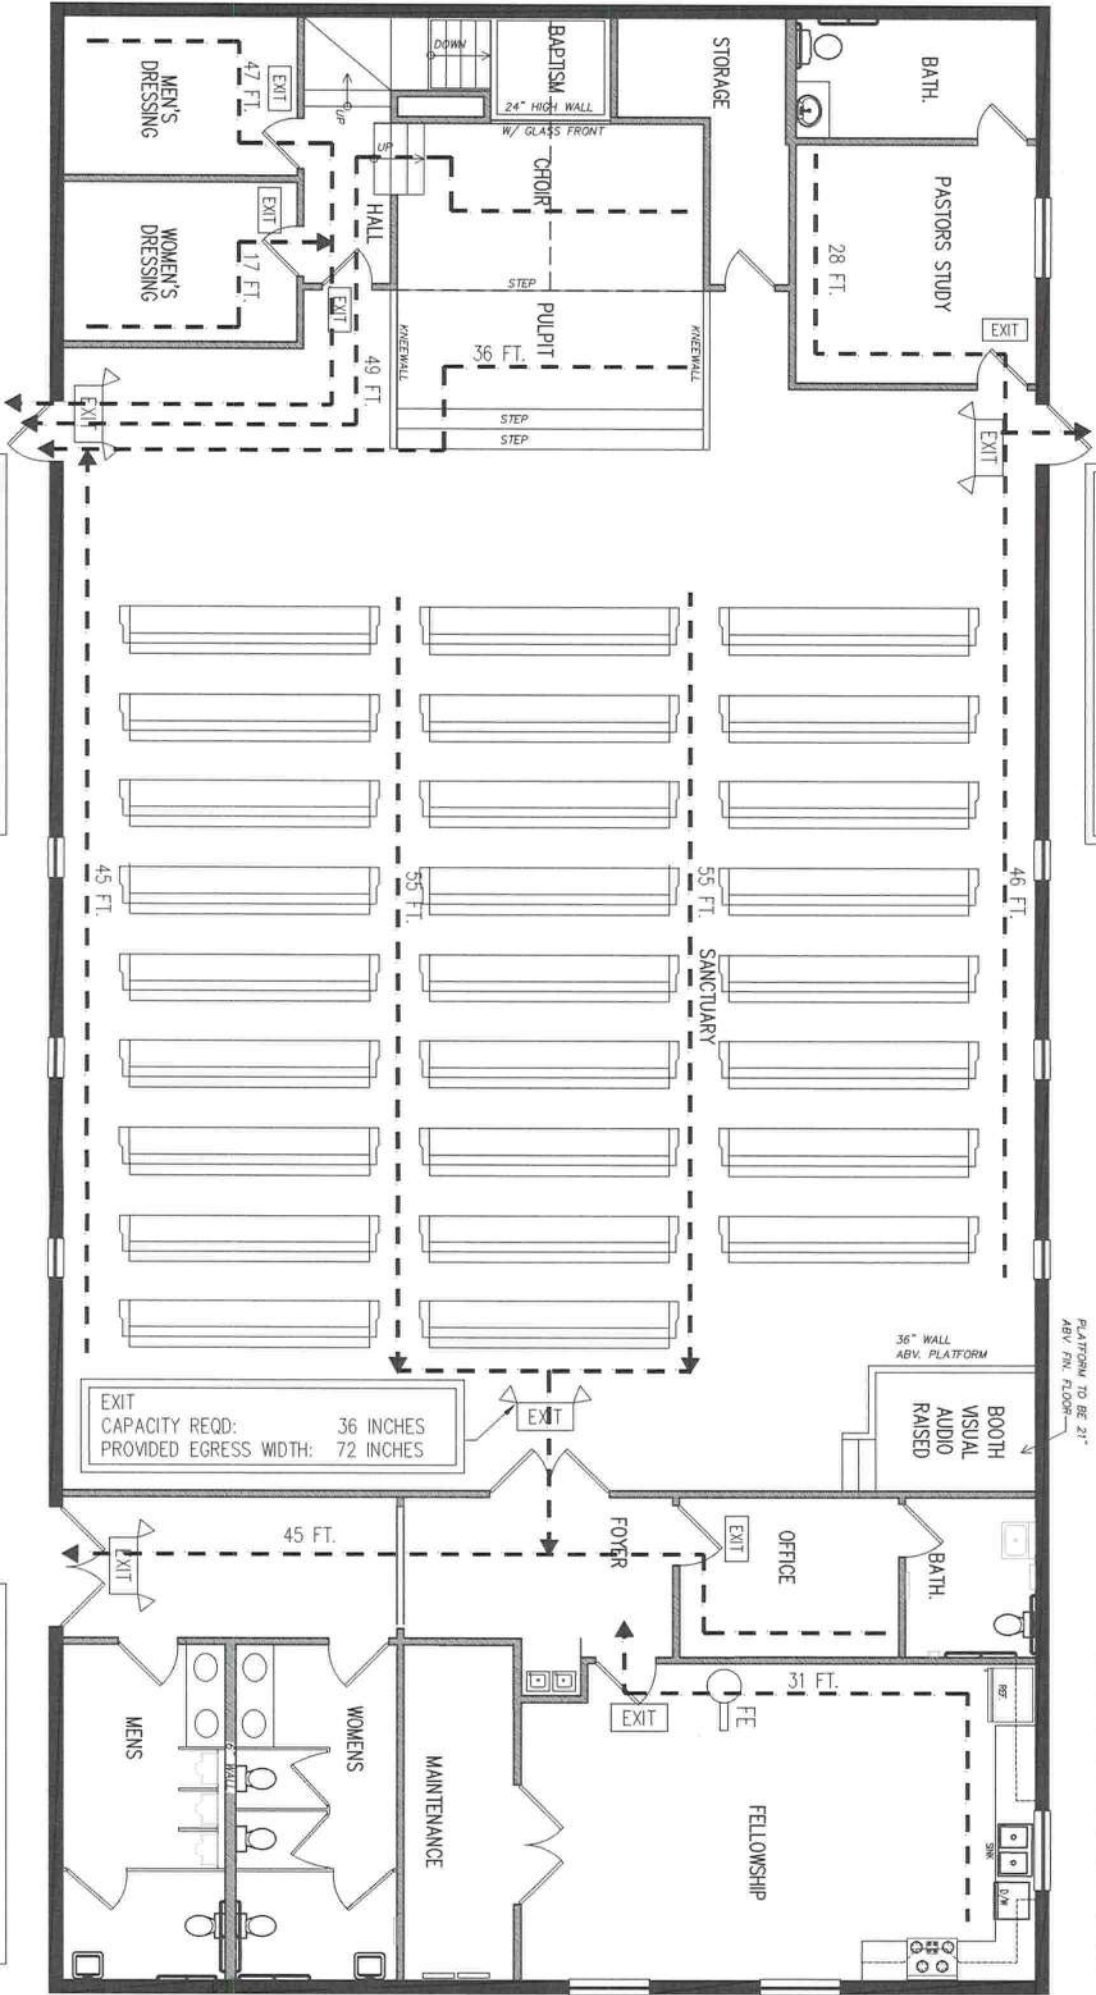 BATH.
STORAGE
BAPTISM
DOWN
24" HIGH WALL
W/ GLASS FRONT
UP
UP
EXIT
47 FT.
MEN'S
DRESSING
CHOIR
PASTORS STUDY
28 FT.
EXIT
HALL
EXIT
17 FT.
WOMEN'S
DRESSING
STEP
PULPIT
EXIT
KNEEWALL
KNEEWALL
36 FT.
49 FT.
STEP
STEP
EXIT
EXIT
45 FT.
55 FT.
55 FT.
46 FT.
SANCTUARY
PLATFORM TO BE 21"
ABV. FIN. FLOOR
36" WALL
ABV. PLATFORM
RAISED
AUDIO
VISUAL
BOOTH
EXIT
EXIT
CAPACITY REQD: 36 INCHES
PROVIDED EGRESS WIDTH: 72 INCHES
45 FT.
EXIT
FOYER
EXIT
OFFICE
BATH.
31 FT.
REF.
EXIT
FE
MENS
6" WALL
WOMENS
MAINTENANCE
FELLOWSHIP
SINK
D/W